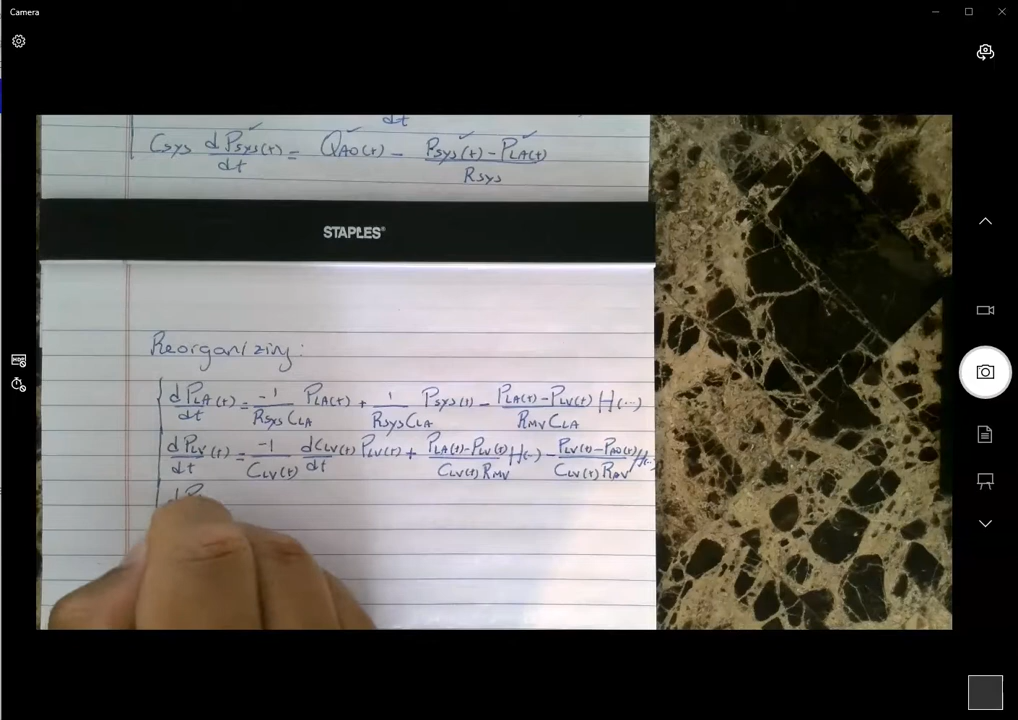 Camera
dt
Csys dPsys(t)/dt = QAO(t) - Psys(t) - PLA(t)/Rsys
STAPLES
Reorganizing:
dPLA(t)/dt = -1/RsysCLA PLA(t) + 1/RsysCLA Psys(t) - PLA(t)-PLV(t)/RMVCLA H(...)
dPLV(t)/dt = -1/CLV(t) dCLV(t)/dt PLV(t) + PLA(t)-PLV(t)/CLV(t)RMV H(..) - PLV(t)-PAO(t)/CLV(t)RAV H(..
dP